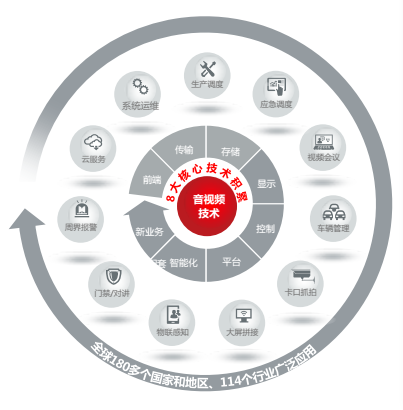 生产调度
应急调度
视频会议
车辆管理
卡口抓拍
大屏拼接
物联感知
门禁/对讲
周界报警
云服务
系统运维
传输
存储
显示
控制
平台
智能化
新业务
前端
8大核心技术积累
音视频
技术
全球180多个国家和地区、114个行业广泛应用